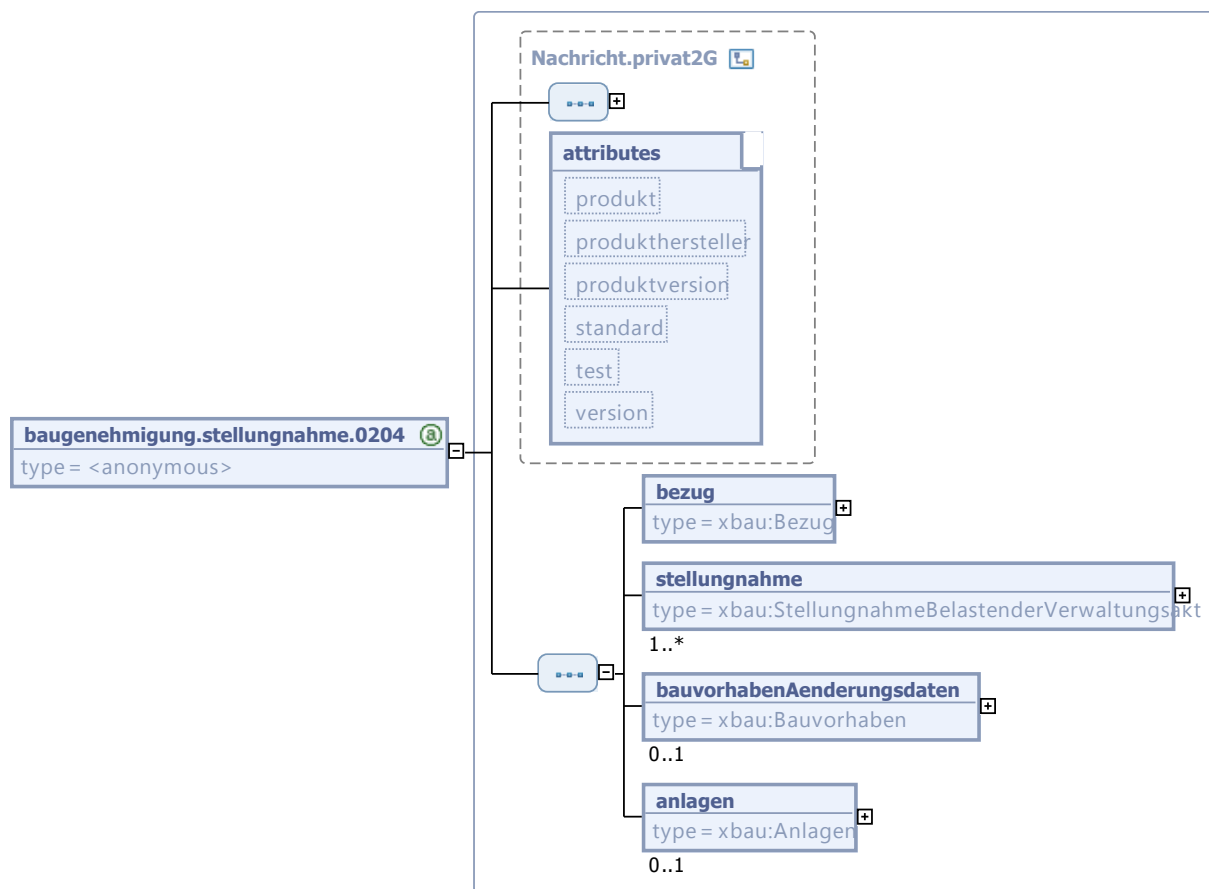 Nachricht.privat2G
attributes
produkt
produkthersteller
produktversion
standard
test
version
baugenehmigung.stellungnahme.0204 a
type = <anonymous>
bezug
type = xbau:Bezug
stellungnahme
type = xbau:StellungnahmeBelastenderVerwaltungsakt
1..*
bauvorhabenAenderungsdaten
type = xbau:Bauvorhaben
0..1
anlagen
type = xbau:Anlagen
0..1